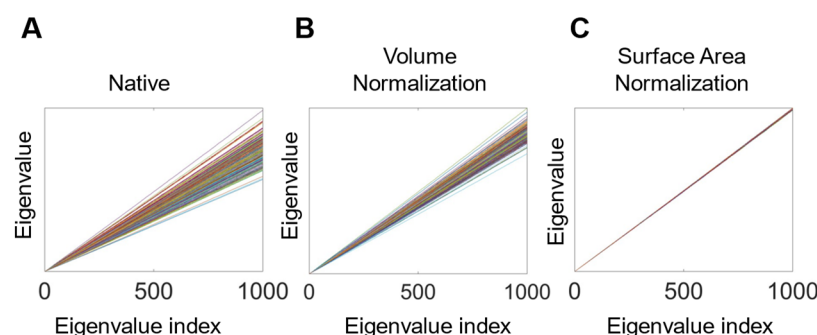 A
Native
Eigenvalue
0 500 1000
Eigenvalue index
B
Volume
Normalization
Eigenvalue
0 500 1000
Eigenvalue index
C
Surface Area
Normalization
Eigenvalue
0 500 1000
Eigenvalue index